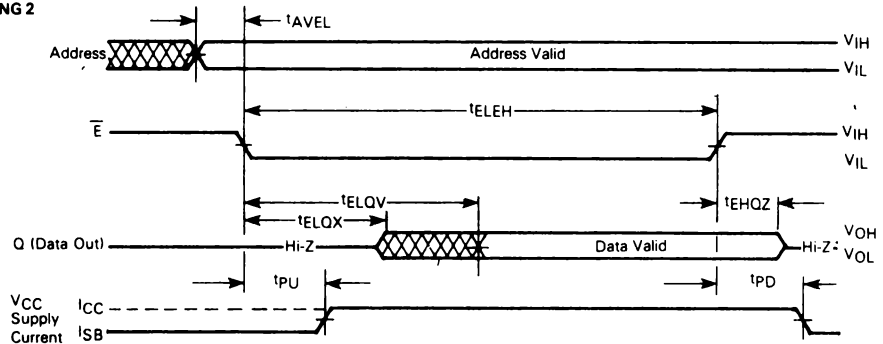 NG 2
tAVEL
Address
Address Valid
VIH
VIL
tELEH
E
VIH
VIL
tELQV
tELQX
tEHQZ
Q (Data Out)
Hi-Z
Data Valid
Hi-Z
VOH
VOL
tPU
tPD
VCC
Supply
Current
ICC
ISB